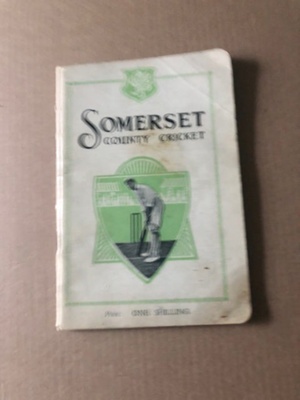 SOMERSET
COUNTY CRICKET
PRICE ONE SHILLING